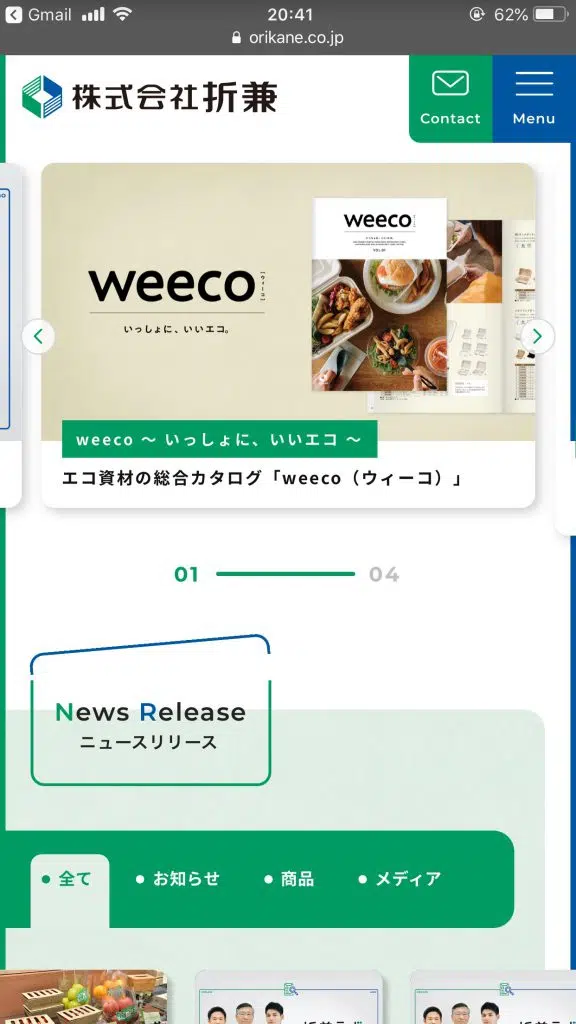 Gmail
20:41
62%
orikane.co.jp
株式会社折兼
Contact
Menu
weeco
いっしょに、いいエコ。
weeco
VOL.01
weeco ～ いっしょに、いいエコ ～
エコ資材の総合カタログ「weeco（ウィーコ）」
01
04
News Release
ニュースリリース
全て
お知らせ
商品
メディア